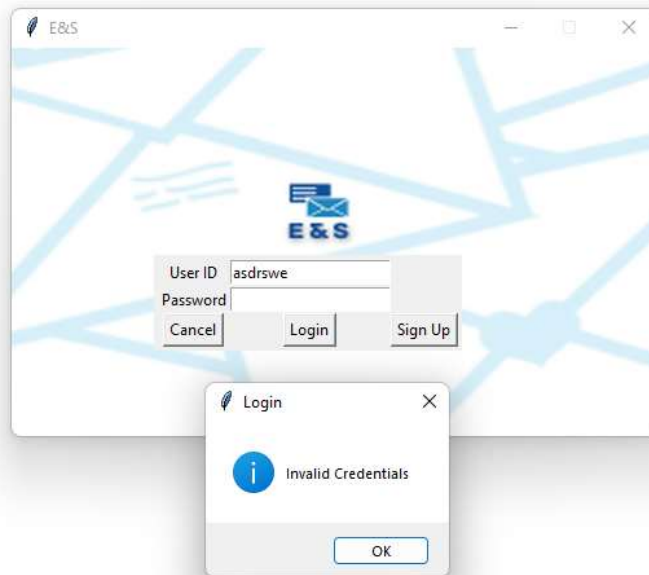 E&S
E & S
User ID asdrswe
Password
Cancel Login Sign Up
Login
Invalid Credentials
OK